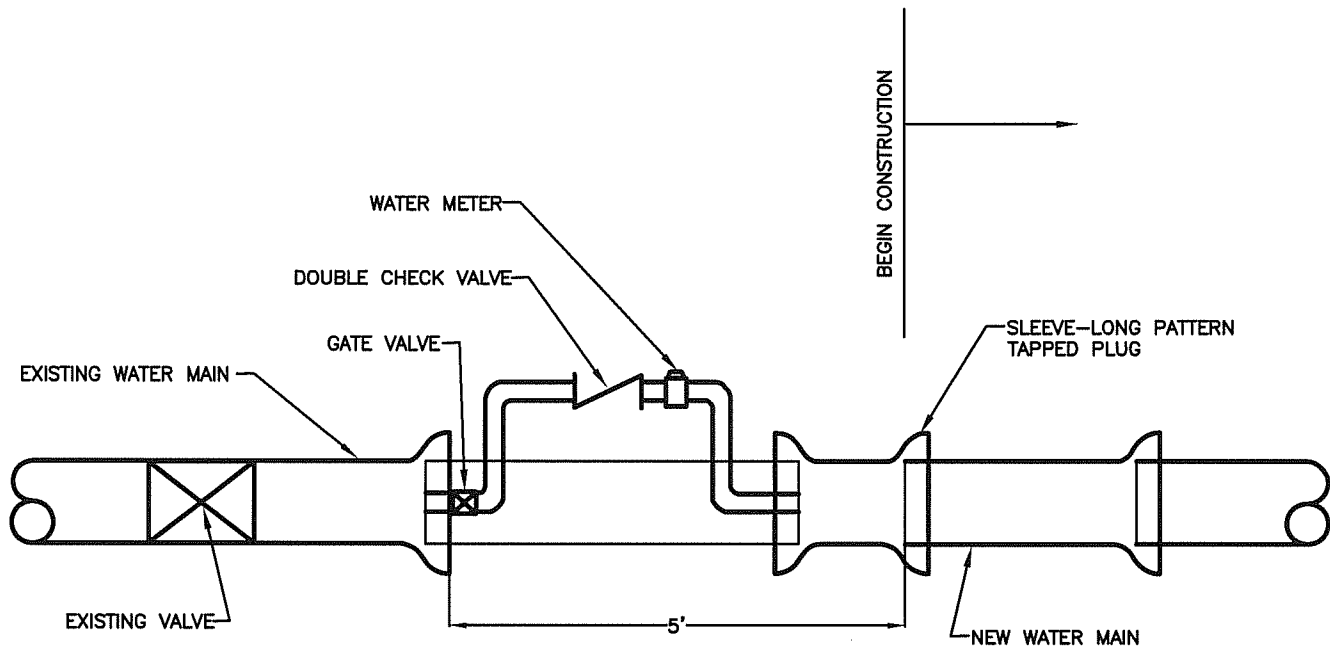 BEGIN CONSTRUCTION
WATER METER
DOUBLE CHECK VALVE
GATE VALVE
SLEEVE-LONG PATTERN
TAPPED PLUG
EXISTING WATER MAIN
EXISTING VALVE
5'
NEW WATER MAIN